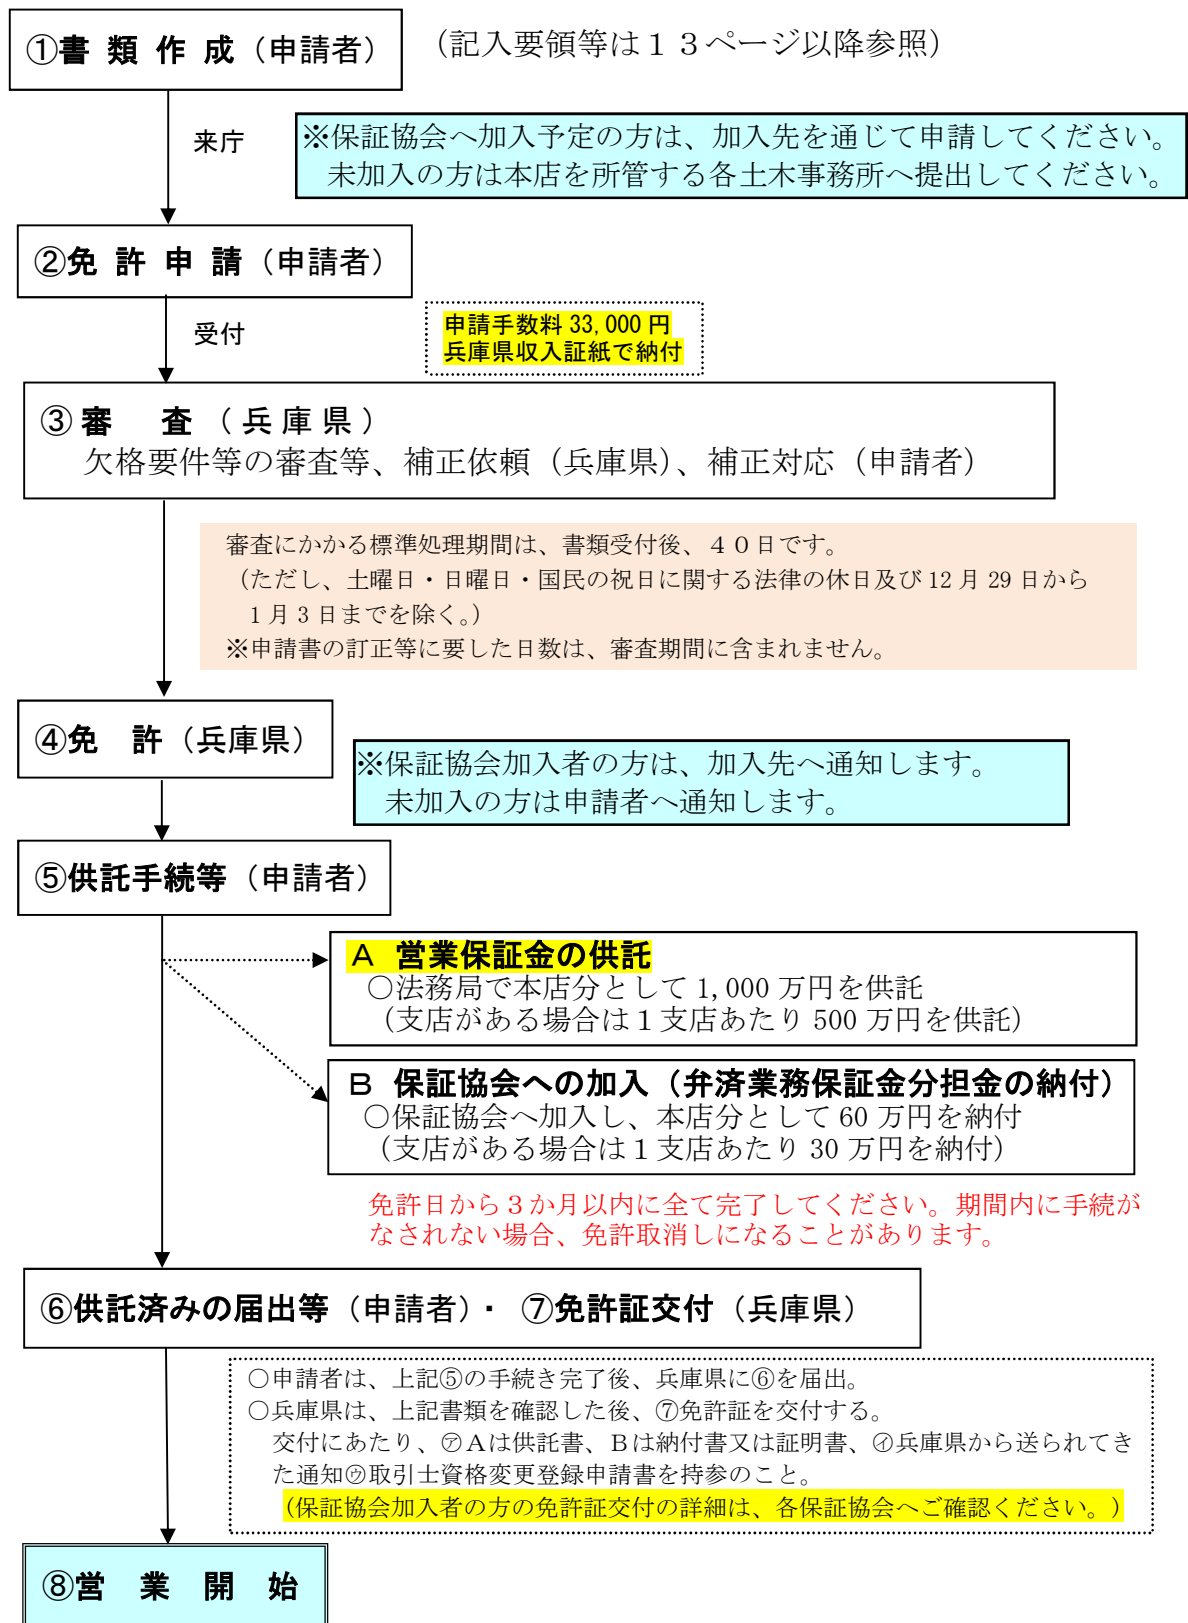 ①書類作成（申請者）　（記入要領等は１３ページ以降参照）
来庁
※保証協会へ加入予定の方は、加入先を通じて申請してください。
未加入の方は本店を所管する各土木事務所へ提出してください。
②免許申請（申請者）
受付
申請手数料33,000円
兵庫県収入証紙で納付
③審　査（兵庫県）
欠格要件等の審査等、補正依頼（兵庫県）、補正対応（申請者）
審査にかかる標準処理期間は、書類受付後、４０日です。
（ただし、土曜日・日曜日・国民の祝日に関する法律の休日及び12月29日から
1月3日までを除く。）
※申請書の訂正等に要した日数は、審査期間に含まれません。
④免　許（兵庫県）
※保証協会加入者の方は、加入先へ通知します。
未加入の方は申請者へ通知します。
⑤供託手続等（申請者）
Ａ　営業保証金の供託
○法務局で本店分として1,000万円を供託
（支店がある場合は１支店あたり500万円を供託）
Ｂ　保証協会への加入（弁済業務保証金分担金の納付）
○保証協会へ加入し、本店分として60万円を納付
（支店がある場合は１支店あたり30万円を納付）
免許日から３か月以内に全て完了してください。期間内に手続が
なされない場合、免許取消しになることがあります。
⑥供託済みの届出等（申請者）・　⑦免許証交付（兵庫県）
○申請者は、上記⑤の手続き完了後、兵庫県に⑥を届出。
○兵庫県は、上記書類を確認した後、⑦免許証を交付する。
交付にあたり、㋐Ａは供託書、Ｂは納付書又は証明書、㋑兵庫県から送られてき
た通知㋒取引士資格変更登録申請書を持参のこと。
（保証協会加入者の方の免許証交付の詳細は、各保証協会へご確認ください。）
⑧営　業　開　始